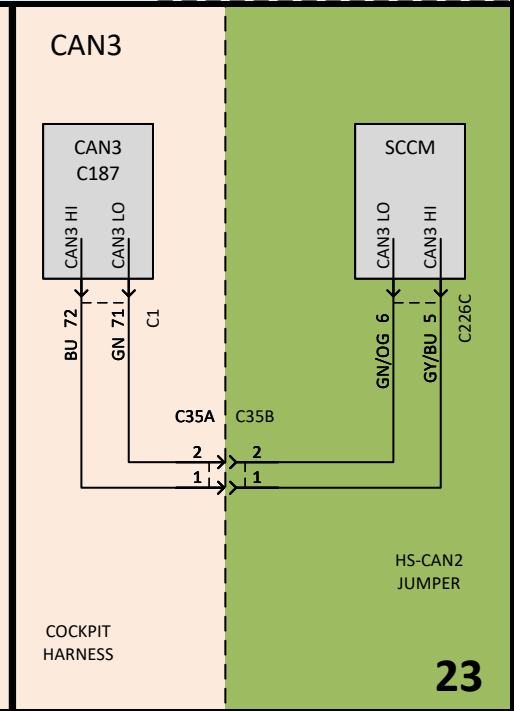 CAN3
CAN3
C187
CAN3 HI
CAN3 LO
BU 72
GN 71
C1
SCCM
CAN3 LO
CAN3 HI
GN/OG 6
GY/BU 5
C226C
C35A
C35B
2
2
1
1
HS-CAN2
JUMPER
COCKPIT
HARNESS
23